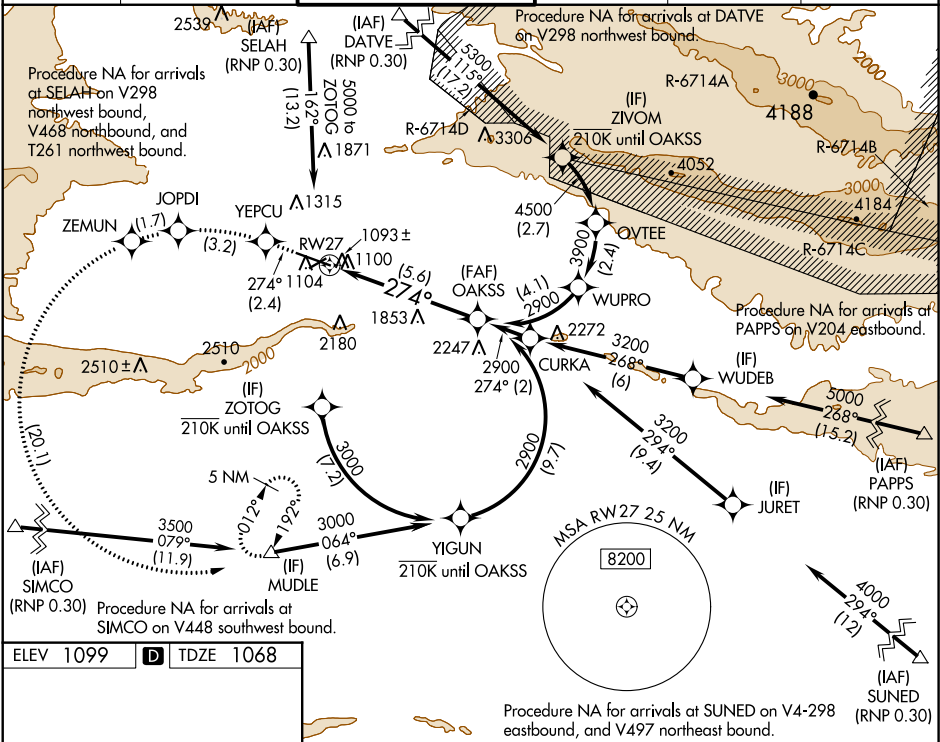 2539
(IAF)
SELAH
(RNP 0.30)
(IAF)
DATVE
(RNP 0.30)
Procedure NA for arrivals at DATVE
on V298 northwest bound.
Procedure NA for arrivals
at SELAH on V298
northwest bound,
V468 northbound, and
T261 northwest bound.
5000 to
ZOTOG
162°
(13.2)
5300
115°
(17.2)
2000
R-6714A
3000
4188
(IF)
ZIVOM
210K until OAKSS
R-6714D
3306
R-6714B
1871
4052
3000
4184
1315
JOPDI
ZEMUN
(1.7)
YEPCU
(3.2)
4500
(2.7)
OVTEE
R-6714C
RW27
1093±
1100
1104
274°
(2.4)
(5.6)
274°
(FAF)
OAKSS
3900
(2.4)
(4.1)
2900
WUPRO
Procedure NA for arrivals at
PAPPS on V204 eastbound.
1853
2180
2247
2272
CURKA
2900
274° (2)
3200
268°
(6)
(IF)
WUDEB
2510±
2510
2000
(IF)
ZOTOG
210K until OAKSS
5000
268°
(15.2)
(IAF)
PAPPS
(RNP 0.30)
3200
294°
(9.4)
(IF)
JURET
(20.1)
3000
(7.2)
2900
(9.7)
5 NM
012°
192°
3500
079°
(11.9)
3000
064°
(6.9)
YIGUN
210K until OAKSS
(IF)
MUDLE
(IAF)
SIMCO
(RNP 0.30)
Procedure NA for arrivals at
SIMCO on V448 southwest bound.
MSA RW27 25 NM
8200
4000
294°
(12)
(IAF)
SUNED
(RNP 0.30)
ELEV 1099 D TDZE 1068
Procedure NA for arrivals at SUNED on V4-298
eastbound, and V497 northeast bound.